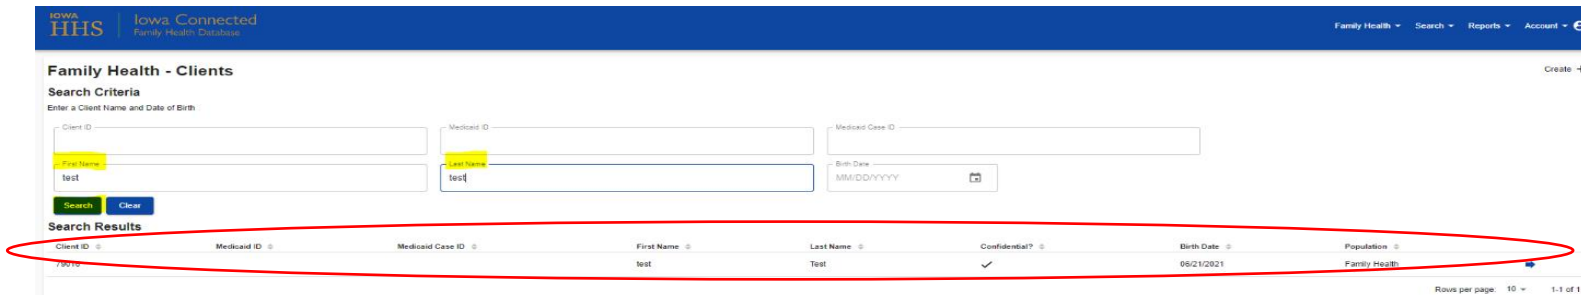 IOWA
HHS
Iowa Connected
Family Health Database
Family Health Search Reports Account
Family Health - Clients
Create +
Search Criteria
Enter a Client Name and Date of Birth
Client ID Medicaid ID Medicaid Case ID
First Name Last Name Birth Date
test test MM/DD/YYYY
Search Clear
Search Results
Client ID Medicaid ID Medicaid Case ID First Name Last Name Confidential? Birth Date Population
79016 test Test 06/21/2021 Family Health
Rows per page: 10 1-1 of 1